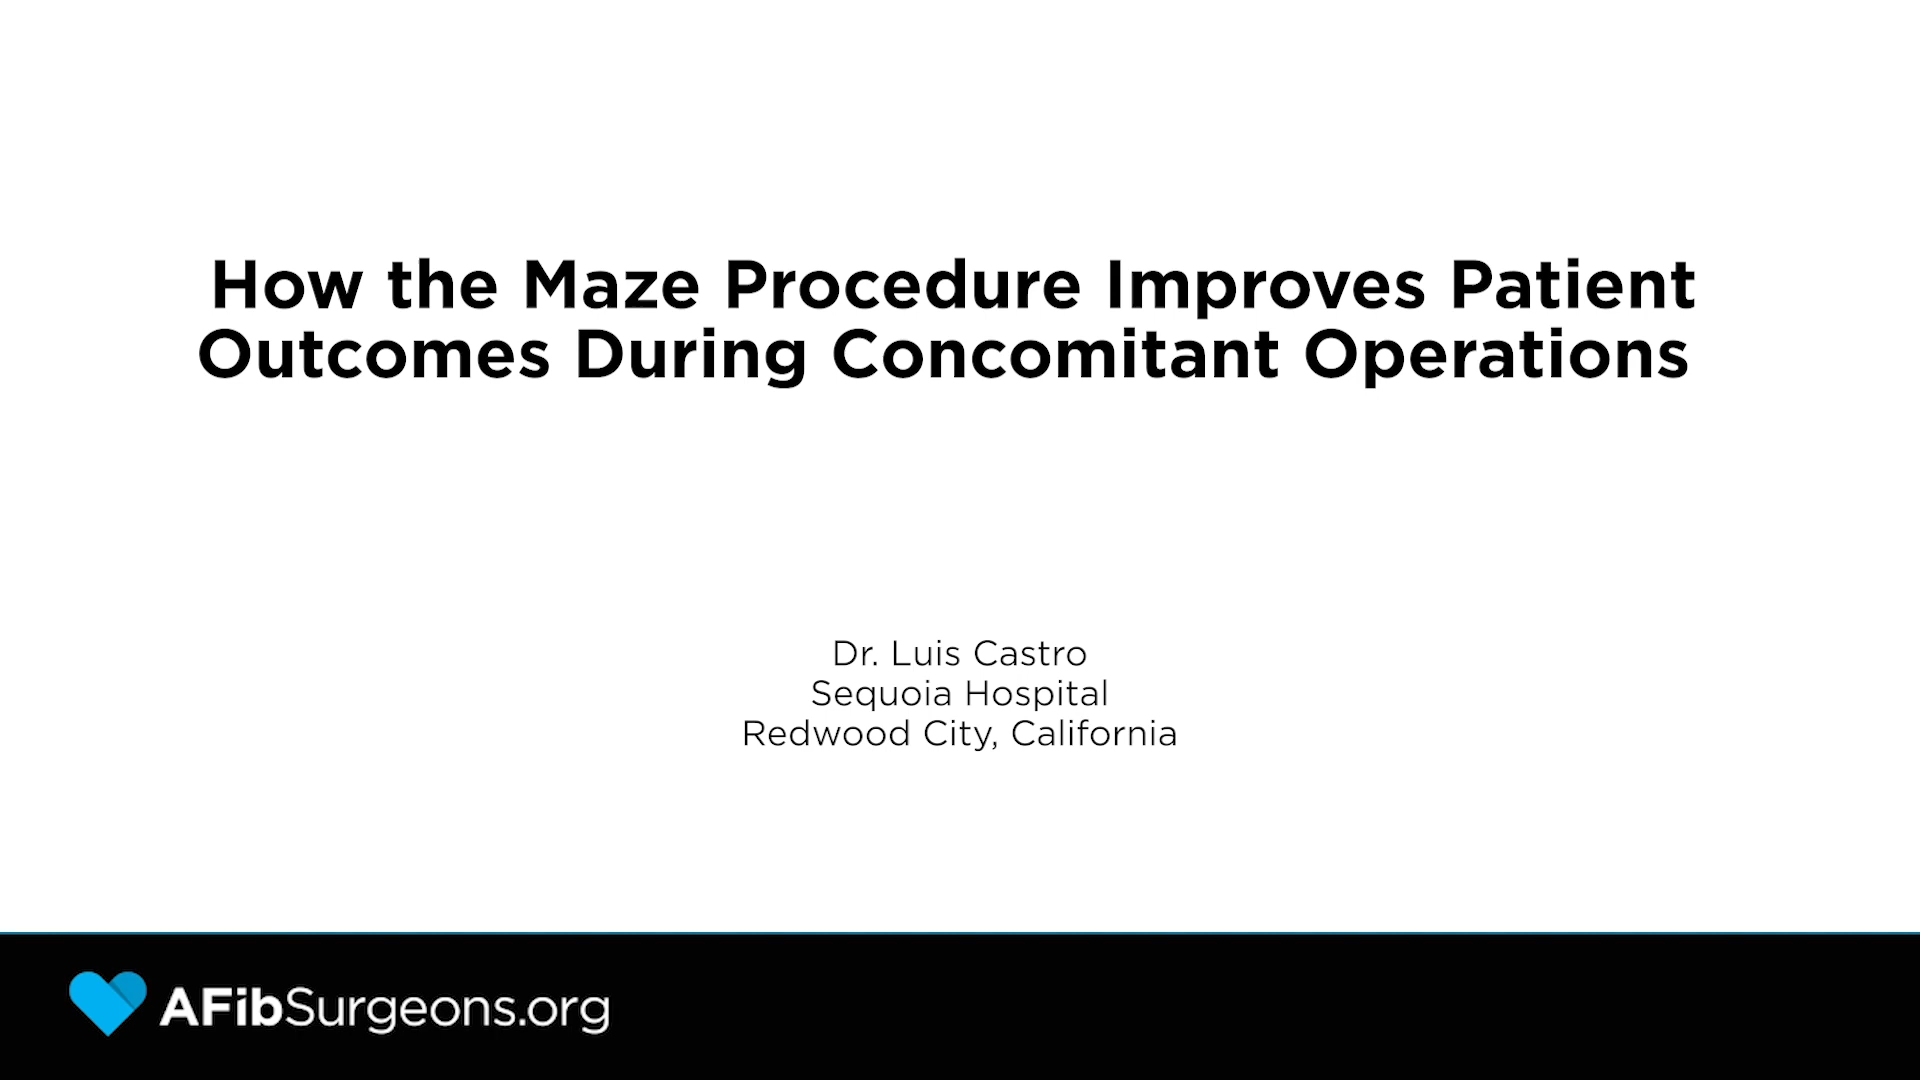 How the Maze Procedure Improves Patient
Outcomes During Concomitant Operations
Dr. Luis Castro
Sequoia Hospital
Redwood City, California
AFibSurgeons.org